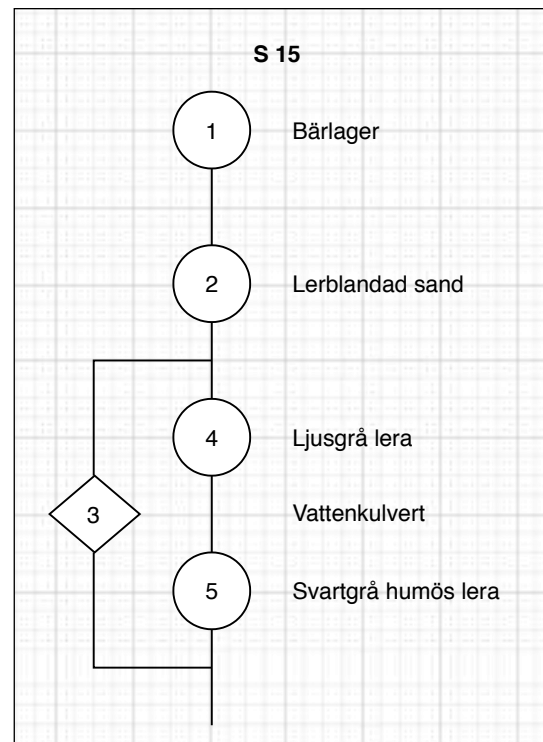 S 15
1 Bärlager
2 Lerblandad sand
4 Ljusgrå lera
3 Vattenkulvert
5 Svartgrå humös lera